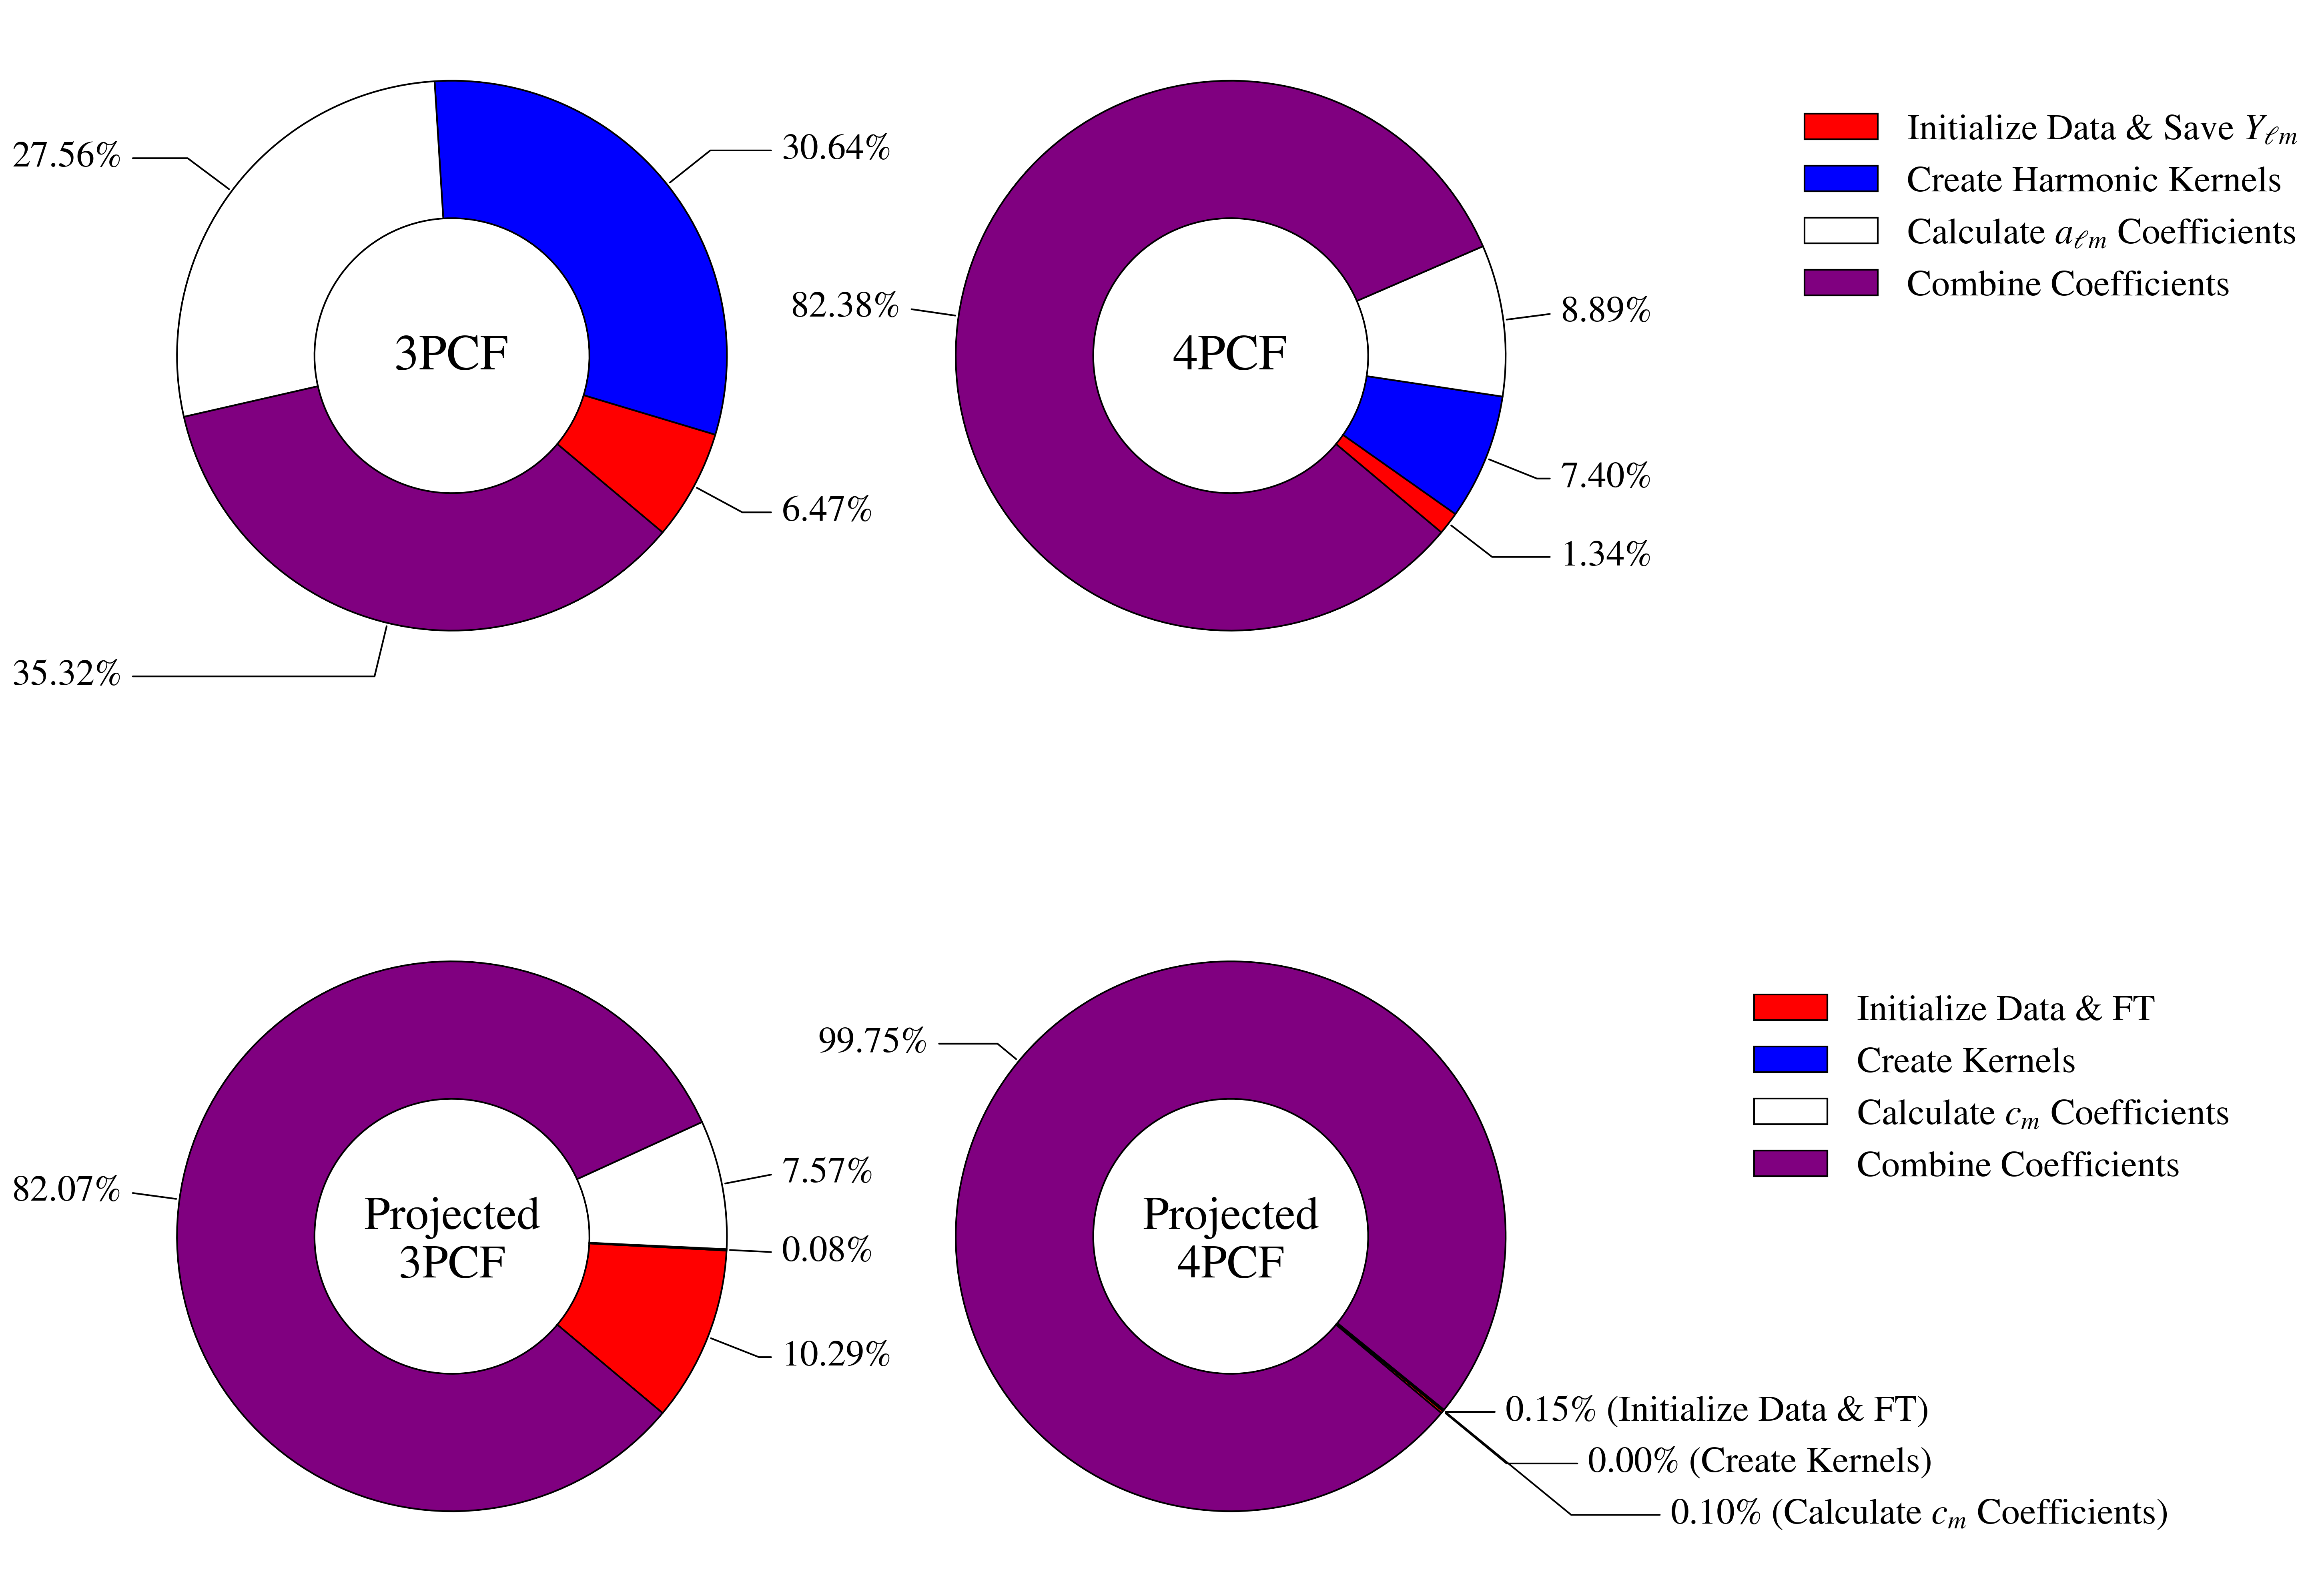 27.56%
30.64%
3PCF
6.47%
35.32%
82.38%
4PCF
8.89%
7.40%
1.34%
Initialize Data & Save Yℓm
Create Harmonic Kernels
Calculate aℓm Coefficients
Combine Coefficients
82.07%
Projected
3PCF
7.57%
0.08%
10.29%
99.75%
Projected
4PCF
0.15% (Initialize Data & FT)
0.00% (Create Kernels)
0.10% (Calculate cm Coefficients)
Initialize Data & FT
Create Kernels
Calculate cm Coefficients
Combine Coefficients